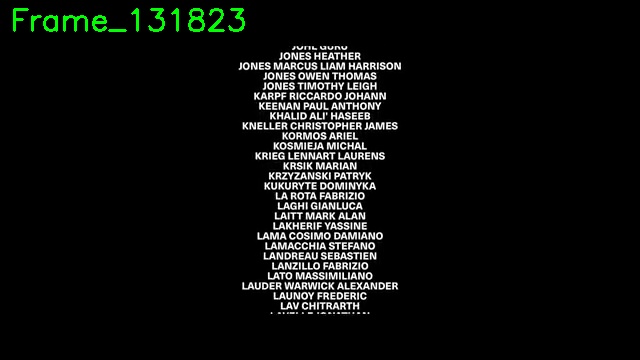 Frame_131823
JOHL GURU
JONES HEATHER
JONES MARCUS LIAM HARRISON
JONES OWEN THOMAS
JONES TIMOTHY LEIGH
KARPF RICCARDO JOHANN
KEENAN PAUL ANTHONY
KHALID ALI' HASEEB
KNELLER CHRISTOPHER JAMES
KORMOS ARIEL
KOSMIEJA MICHAL
KRIEG LENNART LAURENS
KRSIK MARIAN
KRZYZANSKI PATRYK
KUKURYTE DOMINYKA
LA ROTA FABRIZIO
LAGHI GIANLUCA
LAITT MARK ALAN
LAKHERIF YASSINE
LAMA COSIMO DAMIANO
LAMACCHIA STEFANO
LANDREAU SEBASTIEN
LANZILLO FABRIZIO
LATO MASSIMILIANO
LAUDER WARWICK ALEXANDER
LAUNOY FREDERIC
LAV CHITRARTH